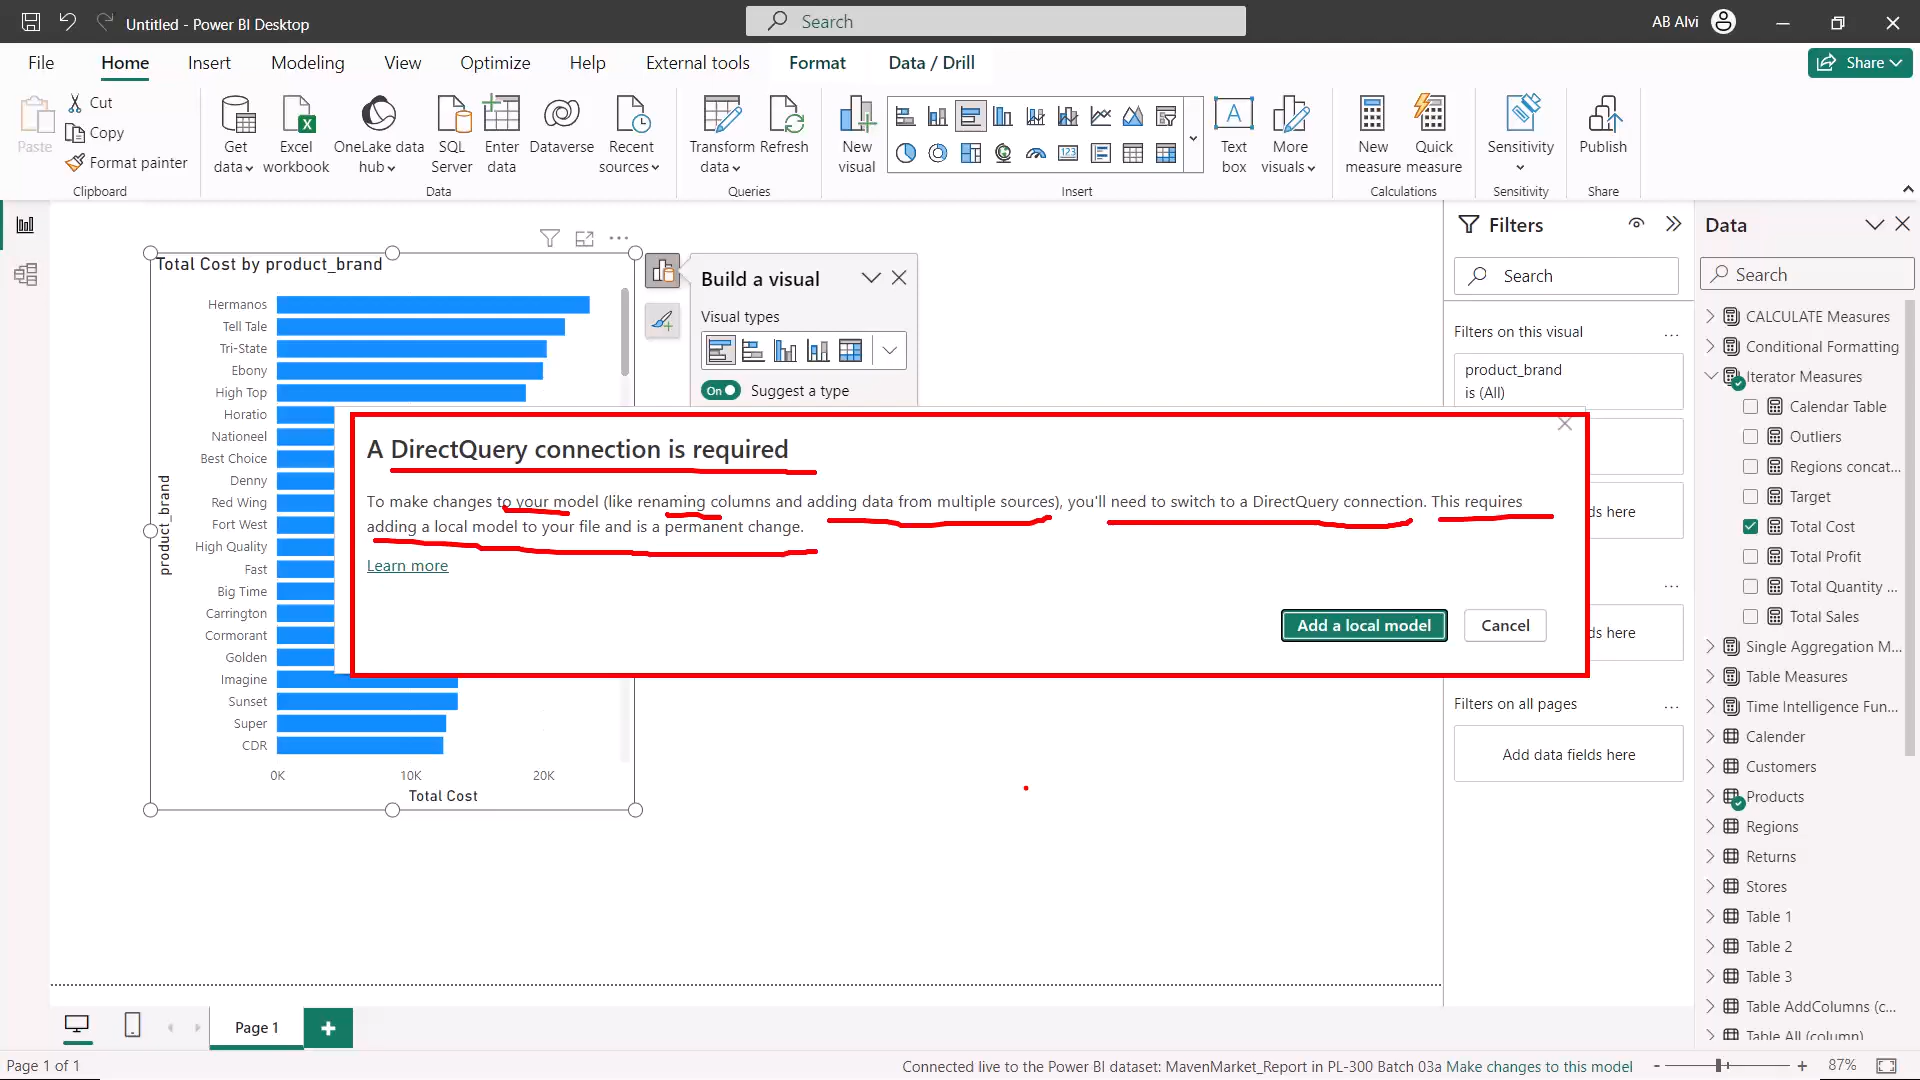 Untitled - Power BI Desktop
Search
AB Alvi
File
Home
Insert
Modeling
View
Optimize
Help
External tools
Format
Data / Drill
Share
Paste
Cut
Copy
Format painter
Clipboard
Get
data
Excel
workbook
OneLake data
hub
SQL
Server
Enter
data
Dataverse
Recent
sources
Data
Transform
data
Refresh
Queries
New
visual
123
Insert
A
Text
box
More
visuals
New
measure
Quick
measure
Calculations
Sensitivity
Sensitivity
Publish
Share
Total Cost by product_brand
Hermanos
Tell Tale
Tri-State
Ebony
High Top
Horatio
Nationeel
Best Choice
Denny
Red Wing
Fort West
High Quality
Fast
Big Time
Carrington
Cormorant
Golden
Imagine
Sunset
Super
CDR
product_brand
0K
10K
20K
Total Cost
Build a visual
Visual types
On
Suggest a type
A DirectQuery connection is required
To make changes to your model (like renaming columns and adding data from multiple sources), you'll need to switch to a DirectQuery connection. This requires
adding a local model to your file and is a permanent change.
Learn more
Add a local model
Cancel
Filters
Search
Filters on this visual
...
product_brand
is (All)
ds here
...
ds here
Filters on all pages
...
Add data fields here
Data
Search
CALCULATE Measures
Conditional Formatting
Iterator Measures
Calendar Table
Outliers
Regions concat...
Target
Total Cost
Total Profit
Total Quantity ...
Total Sales
Single Aggregation M...
Table Measures
Time Intelligence Fun...
Calender
Customers
Products
Regions
Returns
Stores
Table 1
Table 2
Table 3
Table AddColumns (c...
Table All (column)
Page 1
Page 1 of 1
Connected live to the Power BI dataset: MavenMarket_Report in PL-300 Batch 03a Make changes to this model
- + 87%